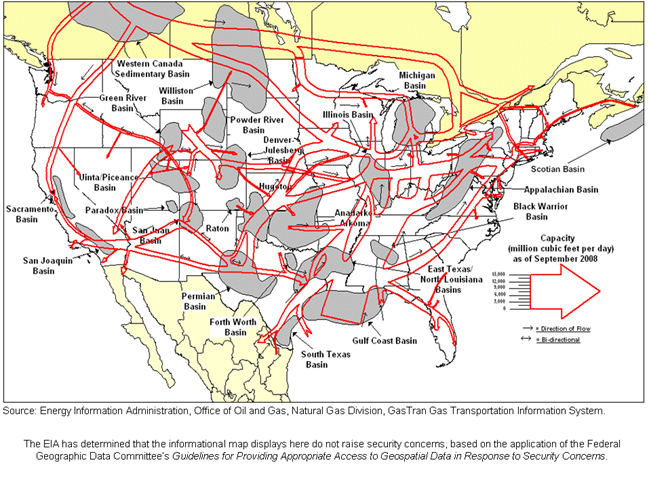 Western Canada
Sedimentary Basin
Michigan
Basin
Williston
Basin
Green River
Basin
Illinois Basin
Powder River
Basin
Denver-
Julesberg
Basin
Scotian Basin
Uinta/Piceance
Basin
Hugoton
Appalachian Basin
Sacramento
Basin
Paradox Basin
Anadarko
Arkoma
Black Warrior
Basin
San Juan
Basin
Raton
Capacity
(million cubic feet per day)
as of September 2008
San Joaquin
Basin
East Texas/
North Louisiana
Basins
15,000
12,000
9,000
6,000
3,000
0
Permian
Basin
Forth Worth
Basin
= Direction of Flow
= Bi-directional
Gulf Coast Basin
South Texas
Basin
Source: Energy Information Administration, Office of Oil and Gas, Natural Gas Division, GasTran Gas Transportation Information System.
The EIA has determined that the informational map displays here do not raise security concerns, based on the application of the Federal
Geographic Data Committee's Guidelines for Providing Appropriate Access to Geospatial Data in Response to Security Concerns.